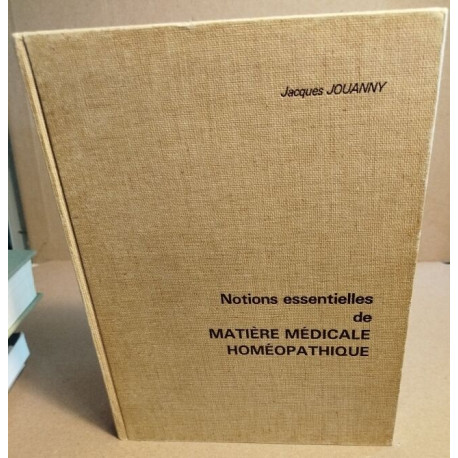 Jacques JOUANNY
Notions essentielles
de
MATIÈRE MÉDICALE
HOMÉOPATHIQUE